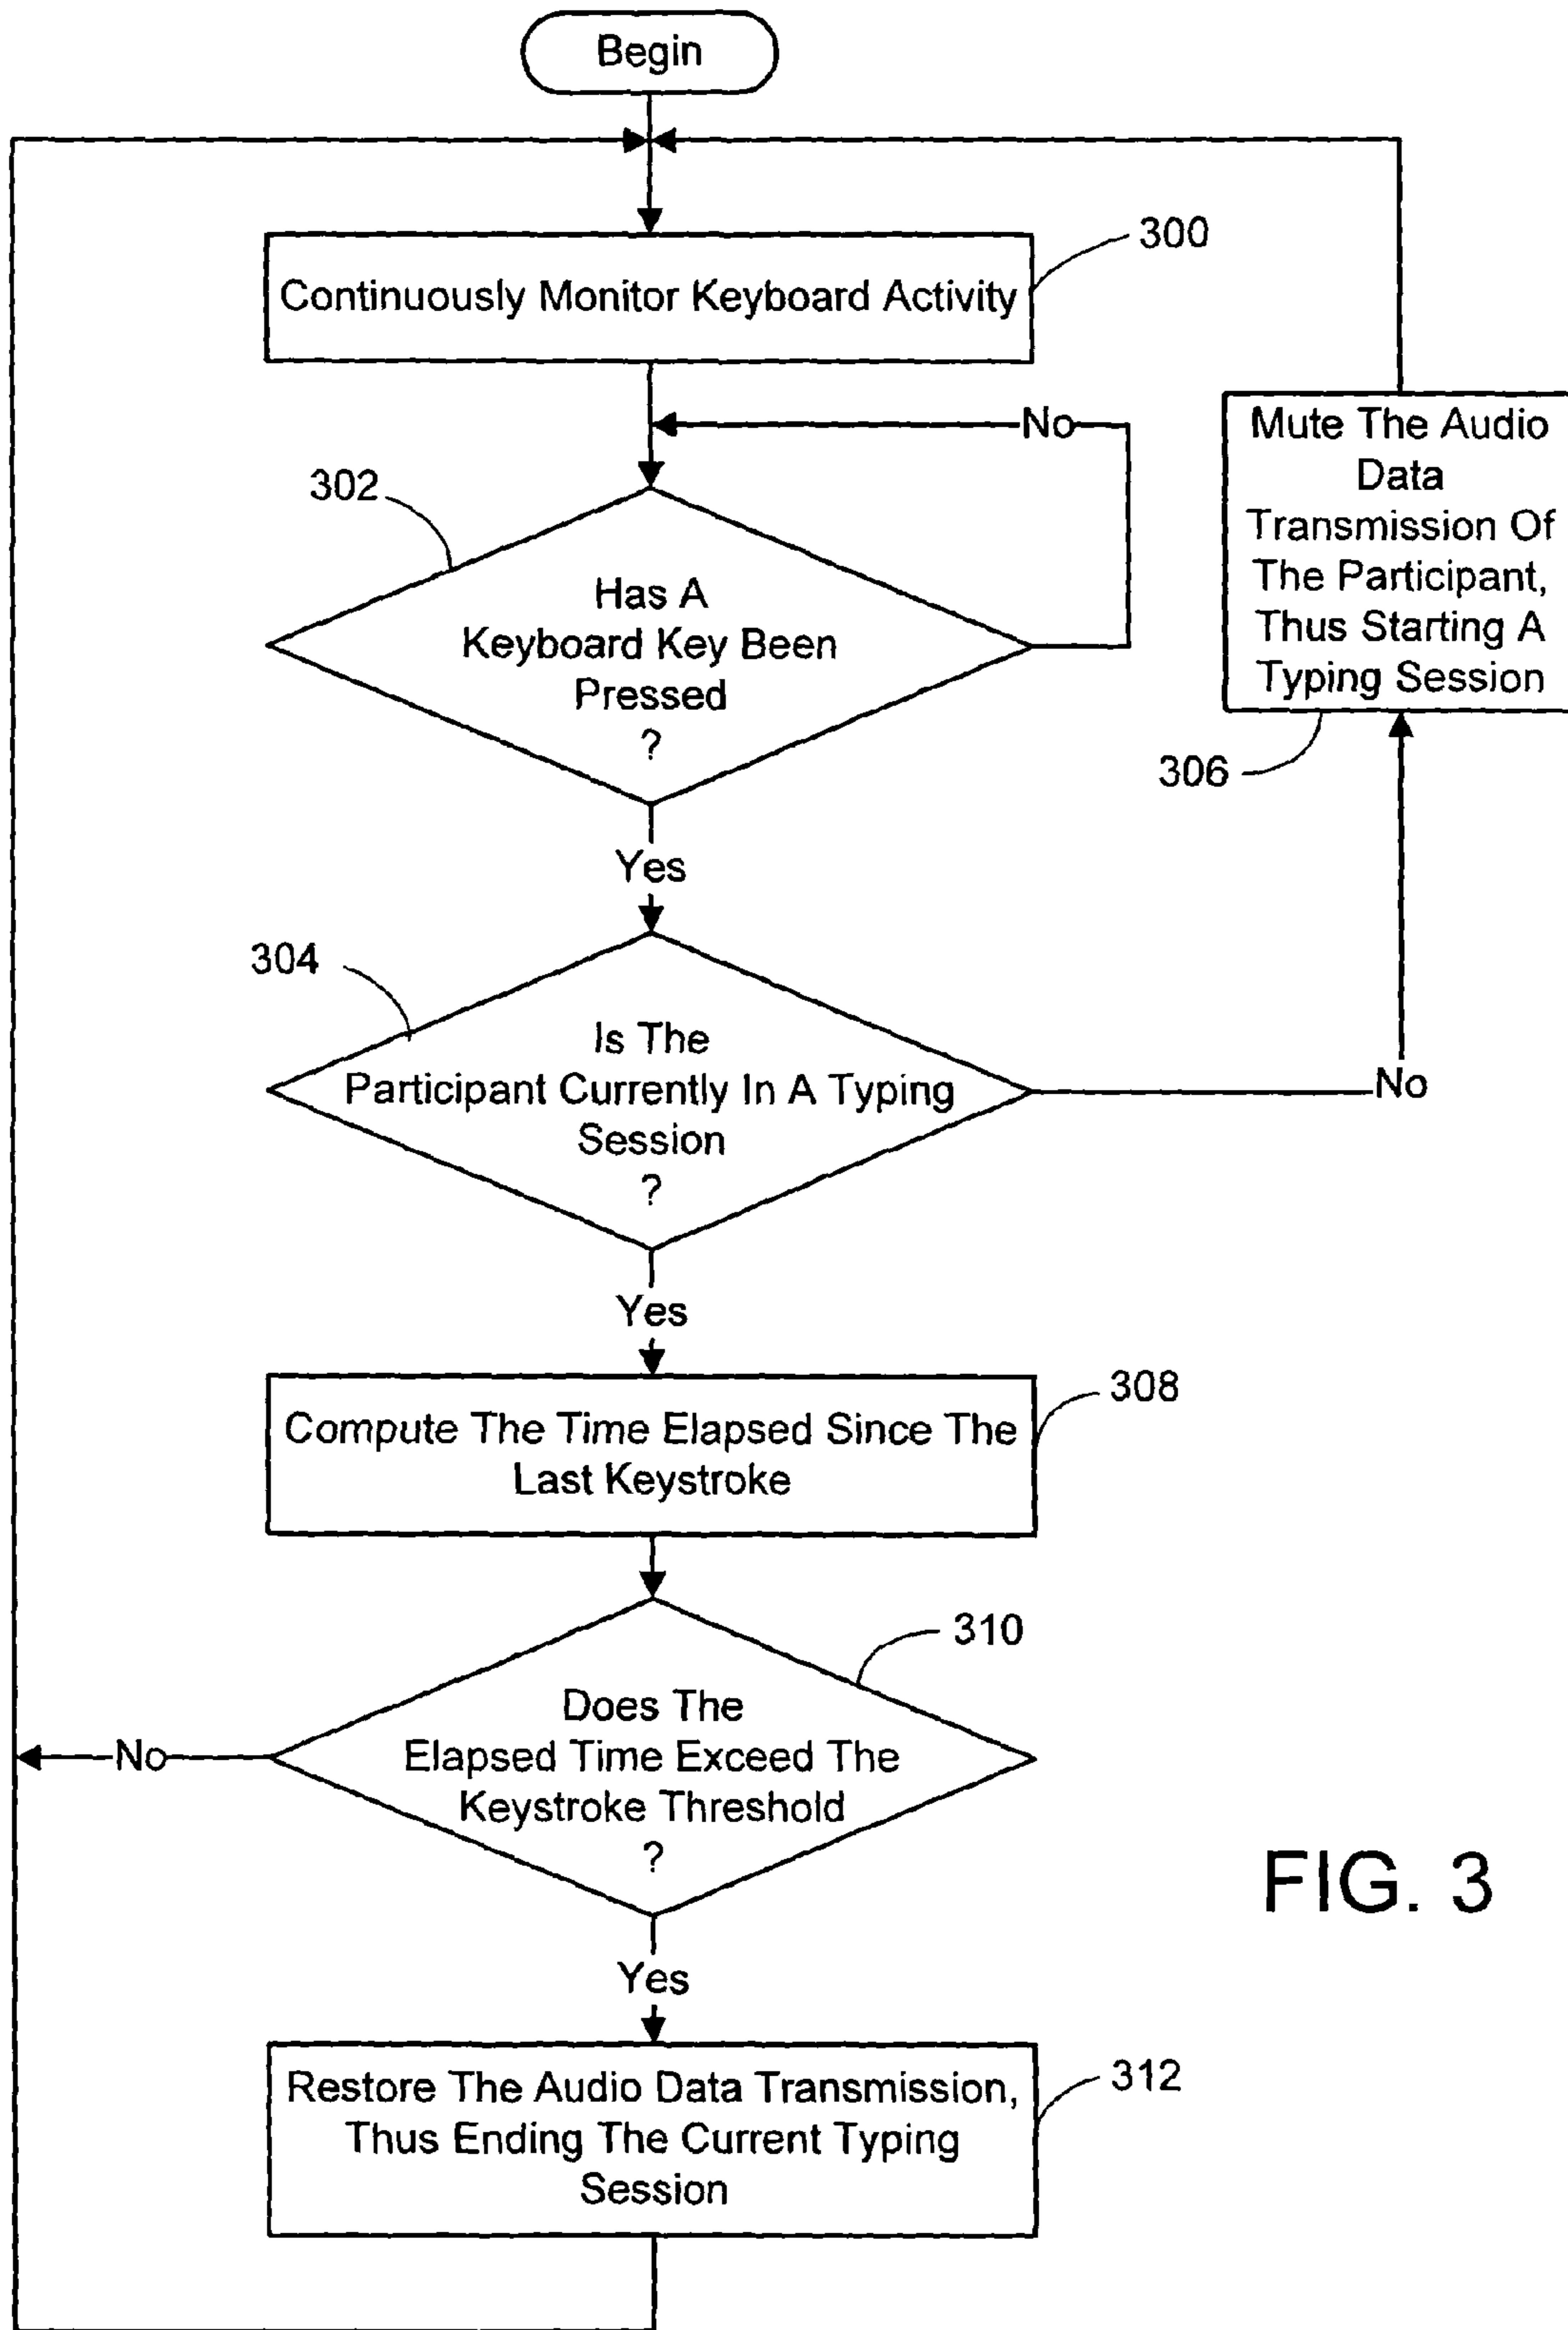 Begin
300
Continuously Monitor Keyboard Activity
No
Mute The Audio
Data
Transmission Of
The Participant,
Thus Starting A
Typing Session
306
302
Has A
Keyboard Key Been
Pressed
?
Yes
304
Is The
Participant Currently In A Typing
Session
?
No
Yes
308
Compute The Time Elapsed Since The
Last Keystroke
310
Does The
Elapsed Time Exceed The
Keystroke Threshold
?
No
Yes
FIG. 3
312
Restore The Audio Data Transmission,
Thus Ending The Current Typing
Session